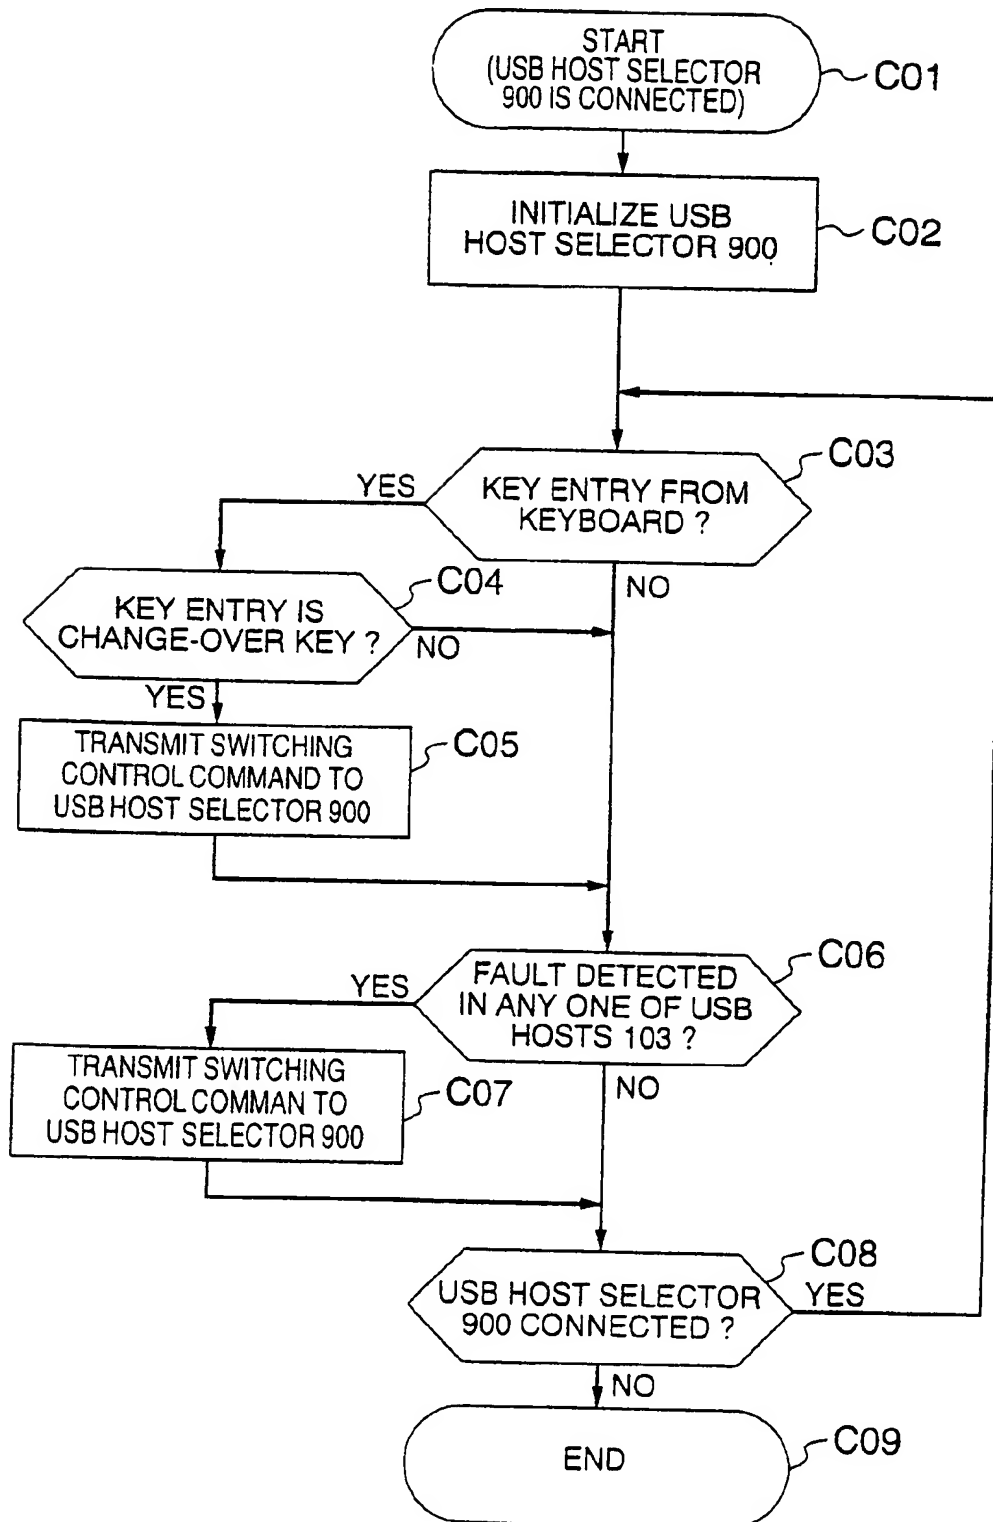 START
(USB HOST SELECTOR
900 IS CONNECTED)
C01
INITIALIZE USB
HOST SELECTOR 900
C02
KEY ENTRY FROM
KEYBOARD ?
C03
YES
NO
KEY ENTRY IS
CHANGE-OVER KEY ?
C04
NO
YES
TRANSMIT SWITCHING
CONTROL COMMAND TO
USB HOST SELECTOR 900
C05
FAULT DETECTED
IN ANY ONE OF USB
HOSTS 103 ?
C06
YES
NO
TRANSMIT SWITCHING
CONTROL COMMAN TO
USB HOST SELECTOR 900
C07
USB HOST SELECTOR
900 CONNECTED ?
C08
YES
NO
END
C09